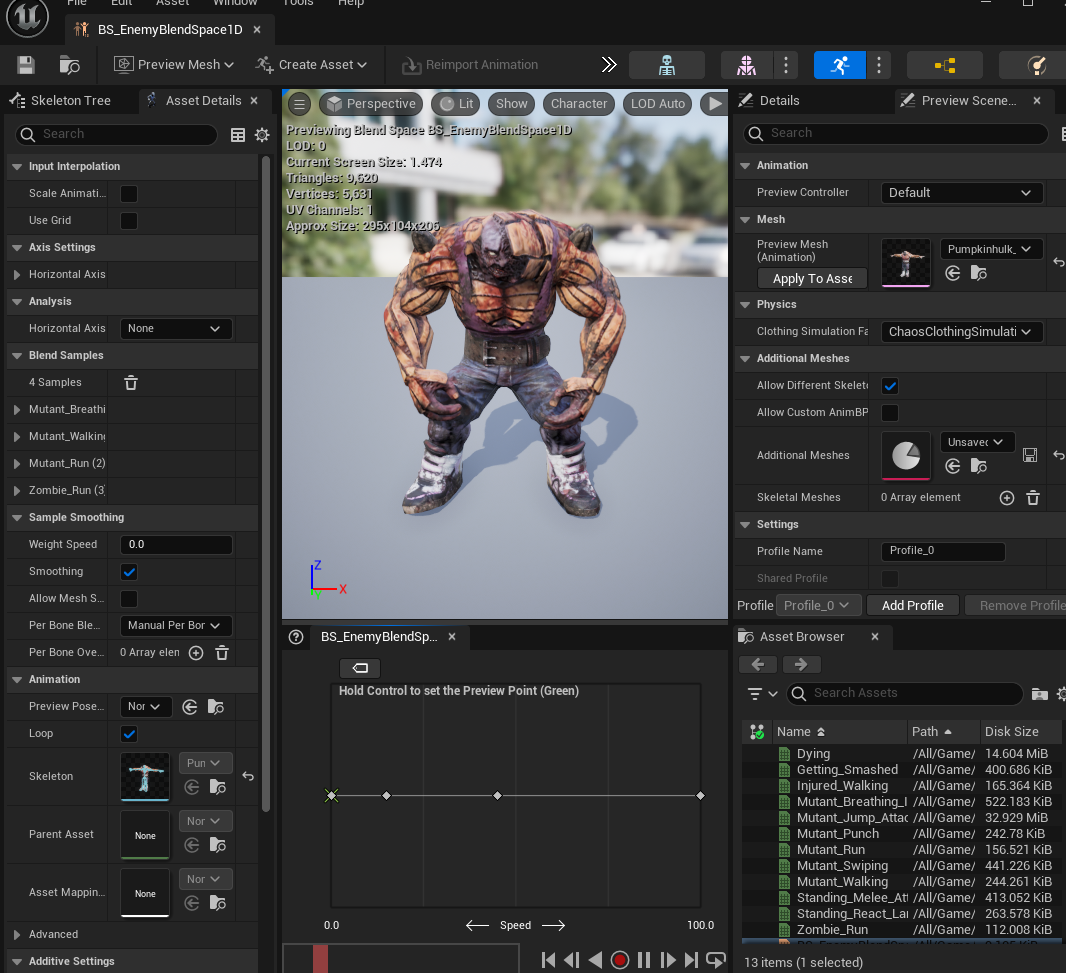 File Edit Asset Window Tools Help
BS_EnemyBlendSpace1D
Preview Mesh
Create Asset
Reimport Animation
Skeleton Tree
Asset Details
Search
Input Interpolation
Scale Animati...
Use Grid
Axis Settings
Horizontal Axis
Analysis
Horizontal Axis
None
Blend Samples
4 Samples
Mutant_Breathi
Mutant_Walking
Mutant_Run (2)
Zombie_Run (3)
Sample Smoothing
Weight Speed
0.0
Smoothing
Allow Mesh S...
Per Bone Ble...
Manual Per Bor
Per Bone Ove...
0 Array elen
Animation
Preview Pose...
Nor
Loop
Skeleton
Pun
Parent Asset
None
Nor
Asset Mappin...
None
Nor
Advanced
Additive Settings
Perspective
Lit
Show
Character
LOD Auto
Previewing Blend Space BS_EnemyBlendSpace1D
LOD: 0
Current Screen Size: 1.474
Triangles: 9,620
Vertices: 5,631
UV Channels: 1
Approx Size: 295x104x205
Z
X
Y
BS_EnemyBlendSp...
Hold Control to set the Preview Point (Green)
0.0
Speed
100.0
Details
Preview Scene...
Search
Animation
Preview Controller
Default
Mesh
Preview Mesh
(Animation)
Pumpkinhulk_
Apply To Asse
Physics
Clothing Simulation Fa
ChaosClothingSimulati
Additional Meshes
Allow Different Skelet
Allow Custom AnimBP
Additional Meshes
Unsavec
Skeletal Meshes
0 Array element
Settings
Profile Name
Profile_0
Shared Profile
Profile
Profile_0
Add Profile
Remove Profile
Asset Browser
Search Assets
Name Path Disk Size
Dying /All/Game/ 14.604 MiB
Getting_Smashed /All/Game/ 400.686 KiB
Injured_Walking /All/Game/ 165.364 KiB
Mutant_Breathing_I /All/Game/ 522.183 KiB
Mutant_Jump_Attac /All/Game/ 32.929 MiB
Mutant_Punch /All/Game/ 242.78 KiB
Mutant_Run /All/Game/ 156.521 KiB
Mutant_Swiping /All/Game/ 441.226 KiB
Mutant_Walking /All/Game/ 244.261 KiB
Standing_Melee_Att /All/Game/ 413.052 KiB
Standing_React_Lar /All/Game/ 263.578 KiB
Zombie_Run /All/Game/ 112.008 KiB
13 items (1 selected)